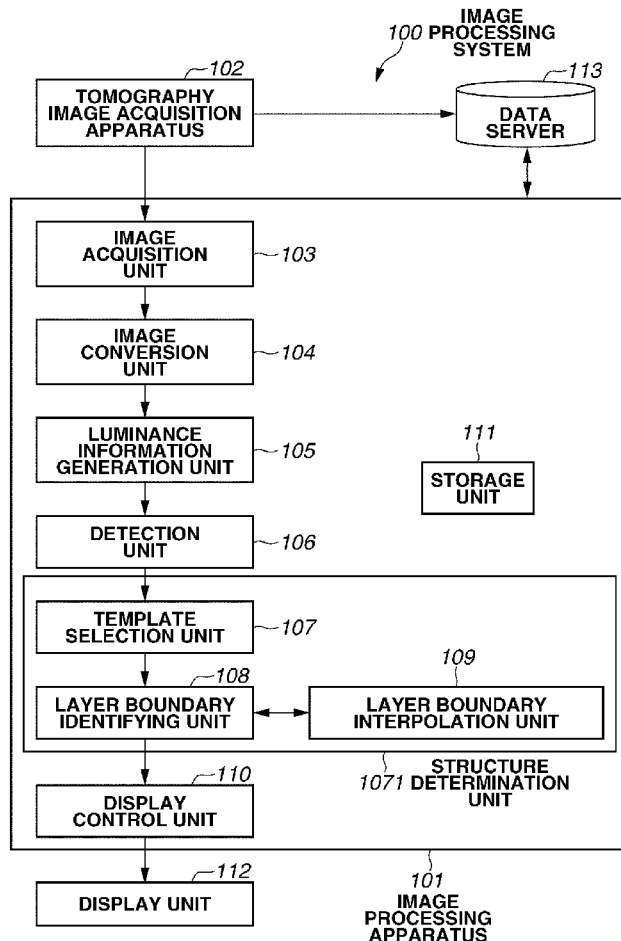 IMAGE
100 PROCESSING
SYSTEM
102
113
TOMOGRAPHY
IMAGE ACQUISITION
APPARATUS
DATA
SERVER
IMAGE
ACQUISITION
UNIT
103
IMAGE
CONVERSION
UNIT
104
LUMINANCE
INFORMATION
GENERATION UNIT
105
111
STORAGE
UNIT
DETECTION
UNIT
106
TEMPLATE
SELECTION UNIT
107
108
109
LAYER BOUNDARY
IDENTIFYING UNIT
LAYER BOUNDARY
INTERPOLATION UNIT
110
1071
STRUCTURE
DETERMINATION
UNIT
DISPLAY
CONTROL UNIT
112
DISPLAY UNIT
101
IMAGE
PROCESSING
APPARATUS